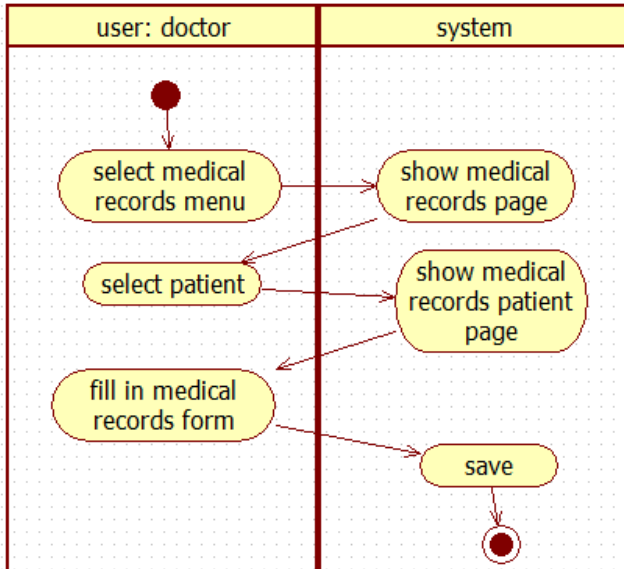 user: doctor
system
select medical
records menu
show medical
records page
select patient
show medical
records patient
page
fill in medical
records form
save